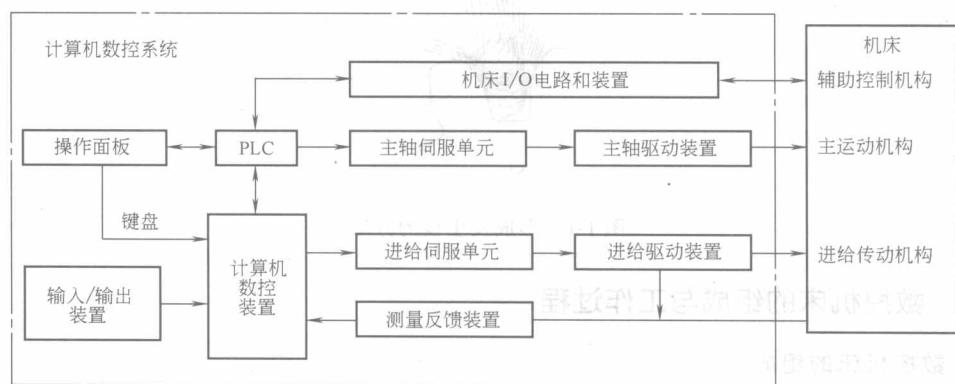 计算机数控系统
机床
机床I/O电路和装置
辅助控制机构
操作面板
PLC
主轴伺服单元
主轴驱动装置
主运动机构
键盘
计算机
数控
装置
进给伺服单元
进给驱动装置
进给传动机构
输入/输出
装置
测量反馈装置